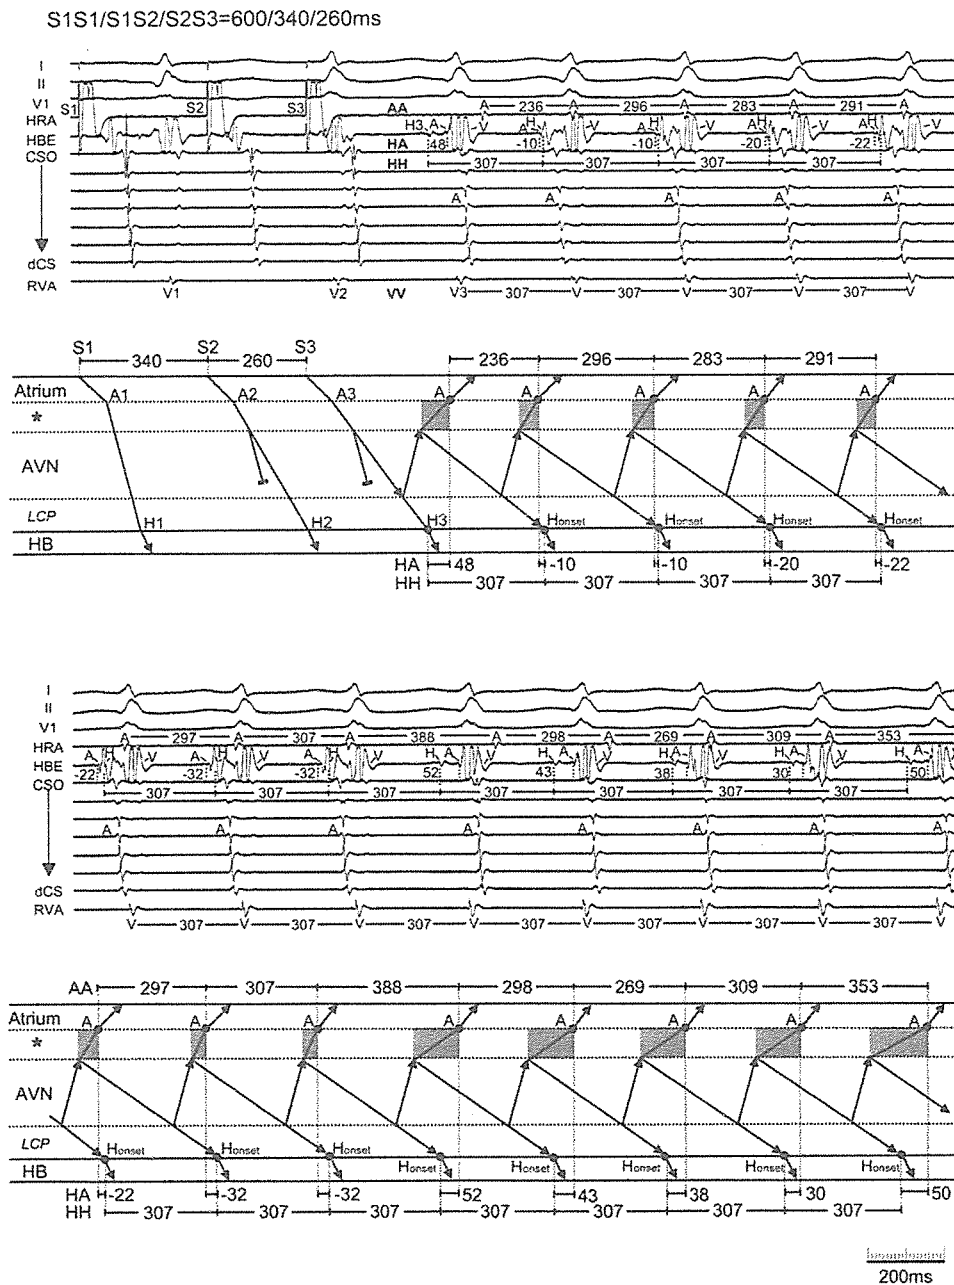 S1S1/S1S2/S2S3=600/340/260ms
I
II
V1
HRA
HBE
CSO
dCS
RVA
S1 S2 S3
AA A 236 A 296 A 283 A 291 A
H3 A V H A V H A V H A V H A V
HA 48 -10 -10 -20 -22
HH 307 307 307 307
A A A A A
V1 V2 VV V3 307 V 307 V 307 V 307 V
S1 340 S2 260 S3 236 296 283 291
Atrium A1 A2 A3 A A A A A
*
AVN
LCP
H1 H2 H3 Honset Honset Honset Honset
HB
HA 48 -10 -10 -20 -22
HH 307 307 307 307
I
II
V1
HRA
HBE
CSO
dCS
RVA
A 297 A 307 A 388 A 298 A 269 A 309 A 353
A H V A H V A H V H A V H A V H A V H A V H
-22 -32 -32 52 43 38 30 50
307 307 307 307 307 307 307
A A A A A A A A
V 307 V 307 V 307 V 307 V 307 V 307 V 307 V
AA 297 307 388 298 269 309 353
Atrium A A A A A A A A
*
AVN
LCP Honset Honset Honset
HB Honset Honset Honset Honset Honset
HA -22 -32 -32 52 43 38 30 50
HH 307 307 307 307 307 307 307
200ms